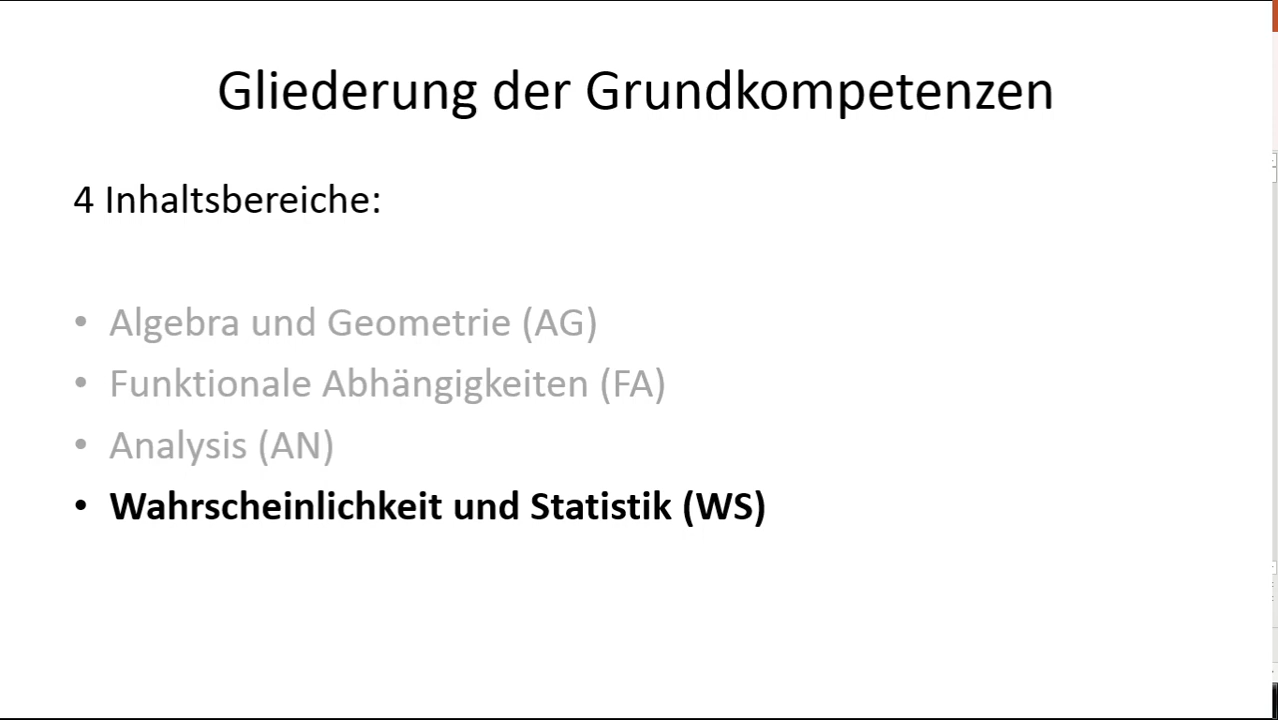 Gliederung der Grundkompetenzen
4 Inhaltsbereiche:
• Algebra und Geometrie (AG)
• Funktionale Abhängigkeiten (FA)
• Analysis (AN)
• Wahrscheinlichkeit und Statistik (WS)